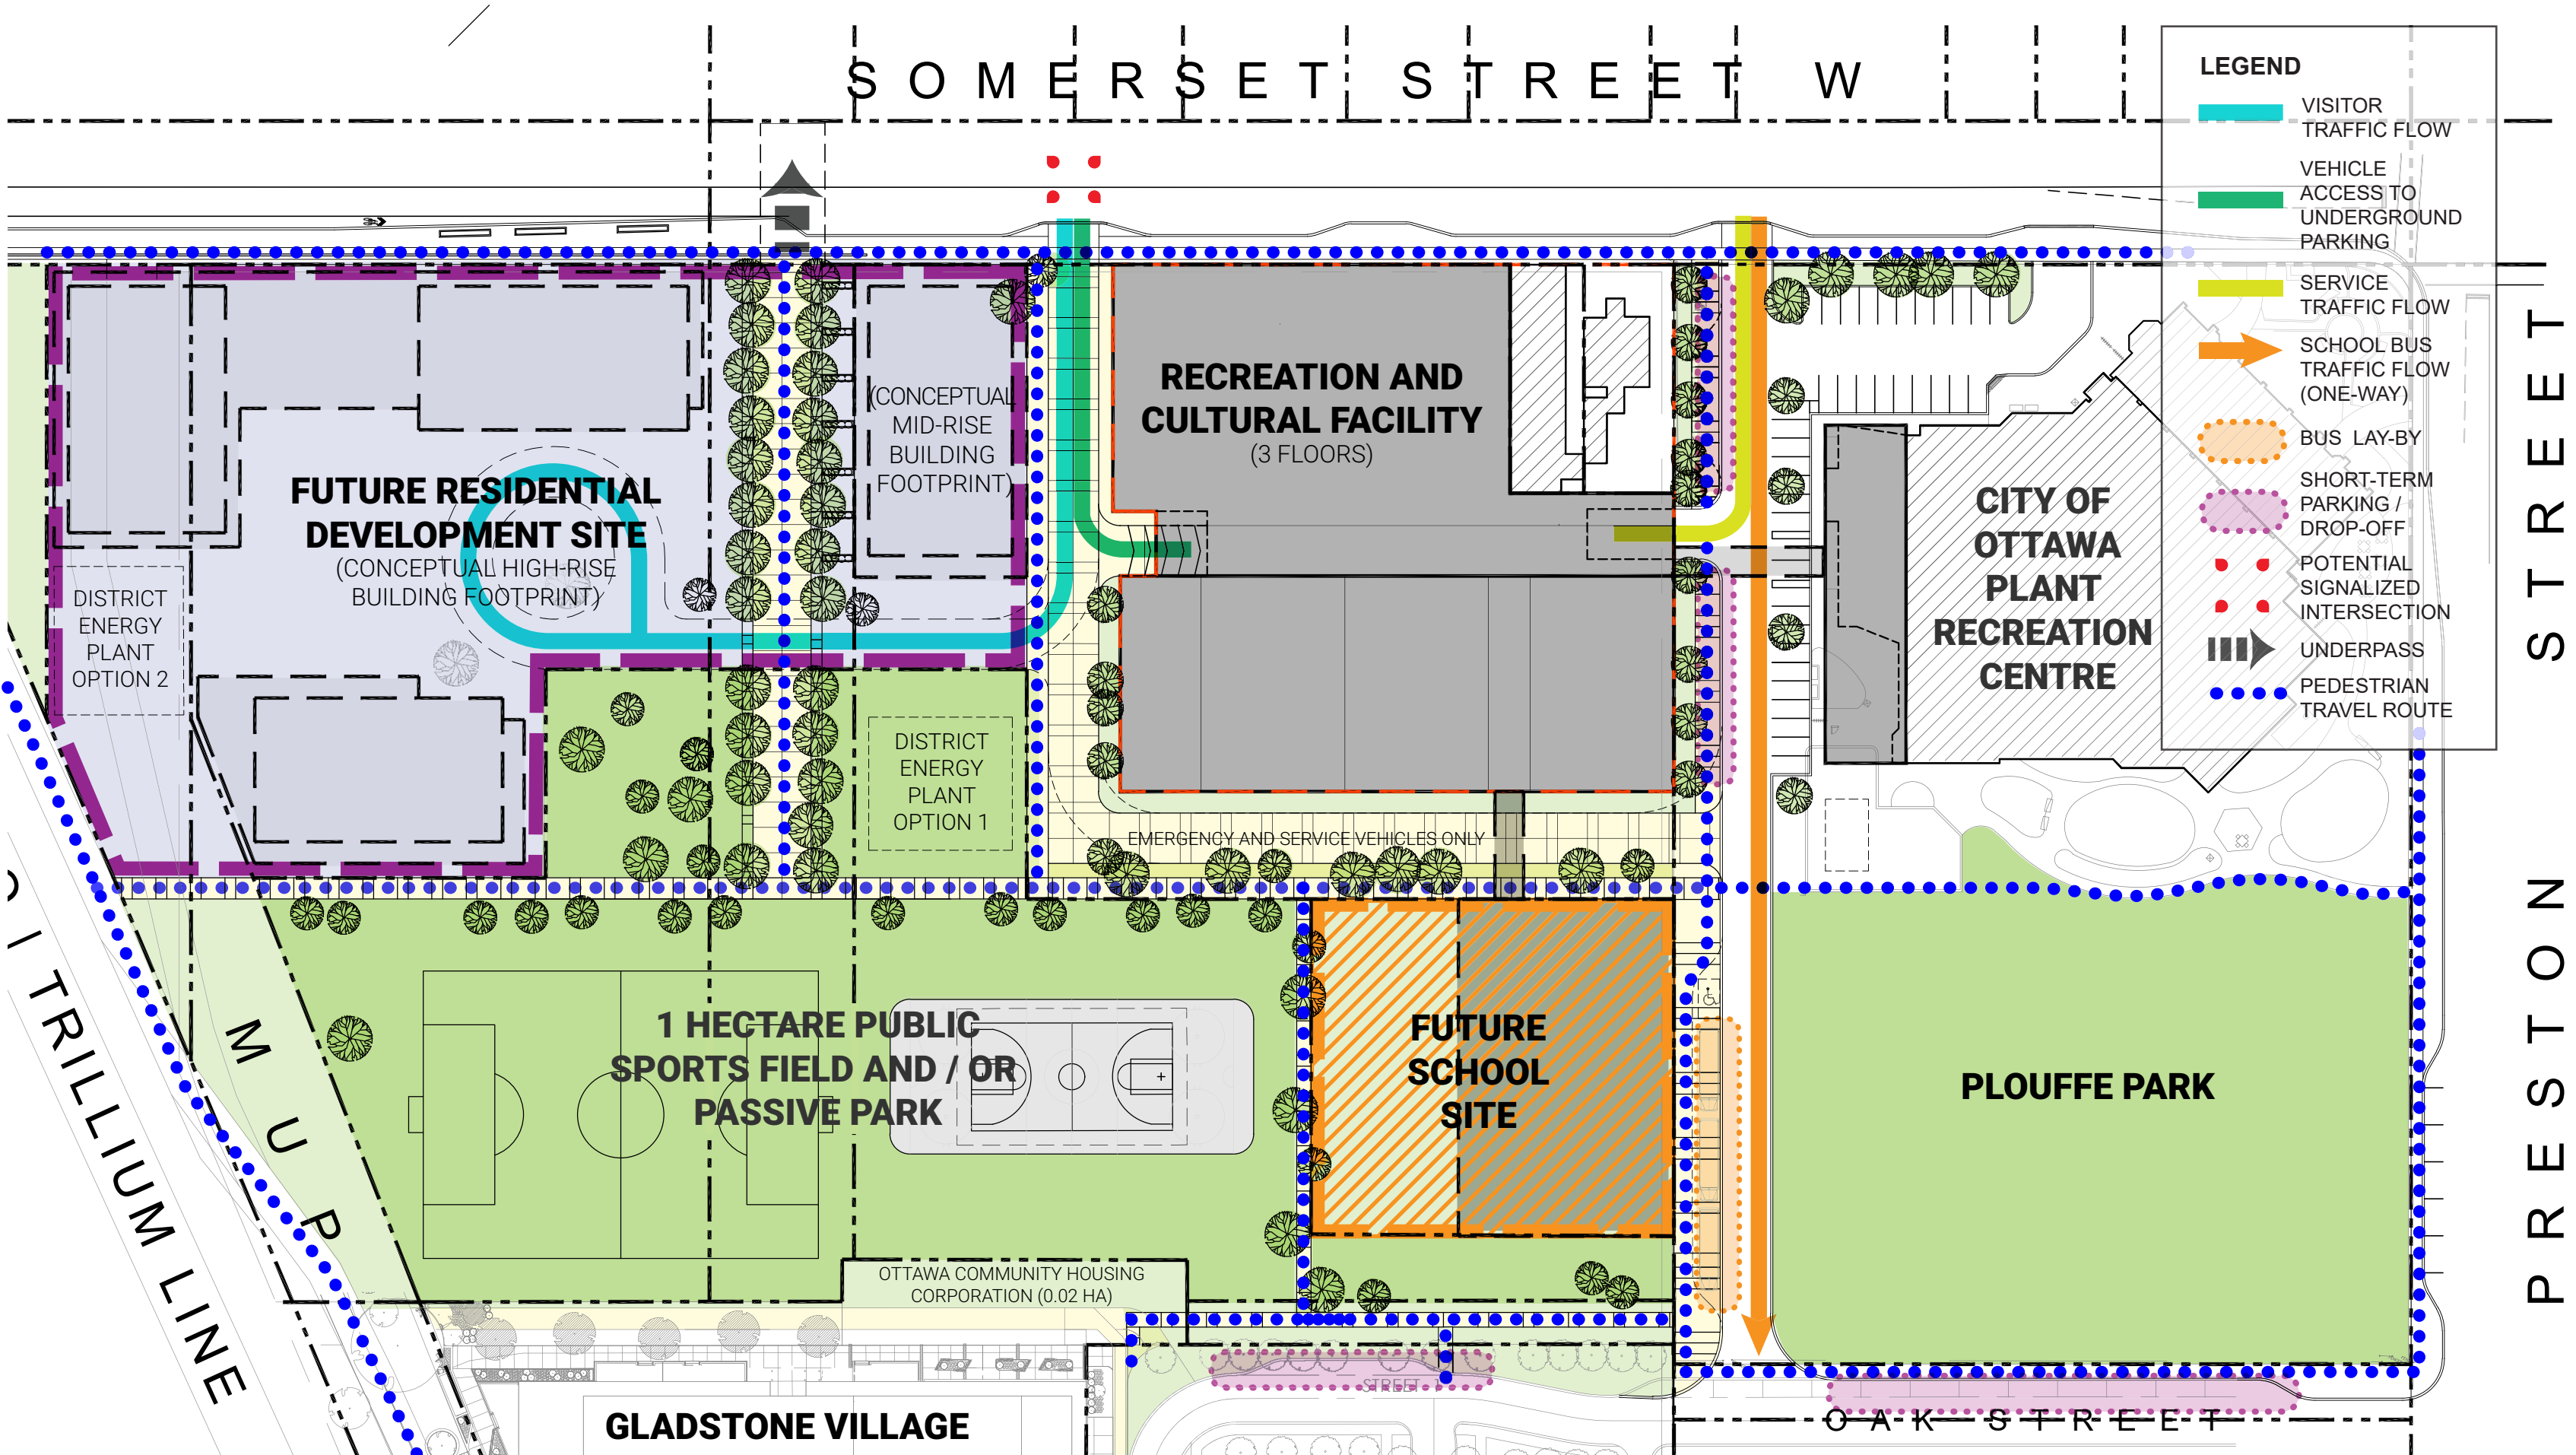 SOMERSET STREET W
LEGEND
VISITOR
TRAFFIC FLOW
VEHICLE
ACCESS TO
UNDERGROUND
PARKING
SERVICE
TRAFFIC FLOW
SCHOOL BUS
TRAFFIC FLOW
(ONE-WAY)
BUS LAY-BY
SHORT-TERM
PARKING /
DROP-OFF
POTENTIAL
SIGNALIZED
INTERSECTION
UNDERPASS
PEDESTRIAN
TRAVEL ROUTE
PRESTON STREET
RECREATION AND
CULTURAL FACILITY
(3 FLOORS)
(CONCEPTUAL
MID-RISE
BUILDING
FOOTPRINT)
FUTURE RESIDENTIAL
DEVELOPMENT SITE
(CONCEPTUAL HIGH-RISE
BUILDING FOOTPRINT)
DISTRICT
ENERGY
PLANT
OPTION 2
CITY OF
OTTAWA
PLANT
RECREATION
CENTRE
DISTRICT
ENERGY
PLANT
OPTION 1
EMERGENCY AND SERVICE VEHICLES ONLY
1 HECTARE PUBLIC
SPORTS FIELD AND / OR
PASSIVE PARK
FUTURE
SCHOOL
SITE
PLOUFFE PARK
MUP
TRILLIUM LINE
OTTAWA COMMUNITY HOUSING
CORPORATION (0.02 HA)
GLADSTONE VILLAGE
OAK STREET